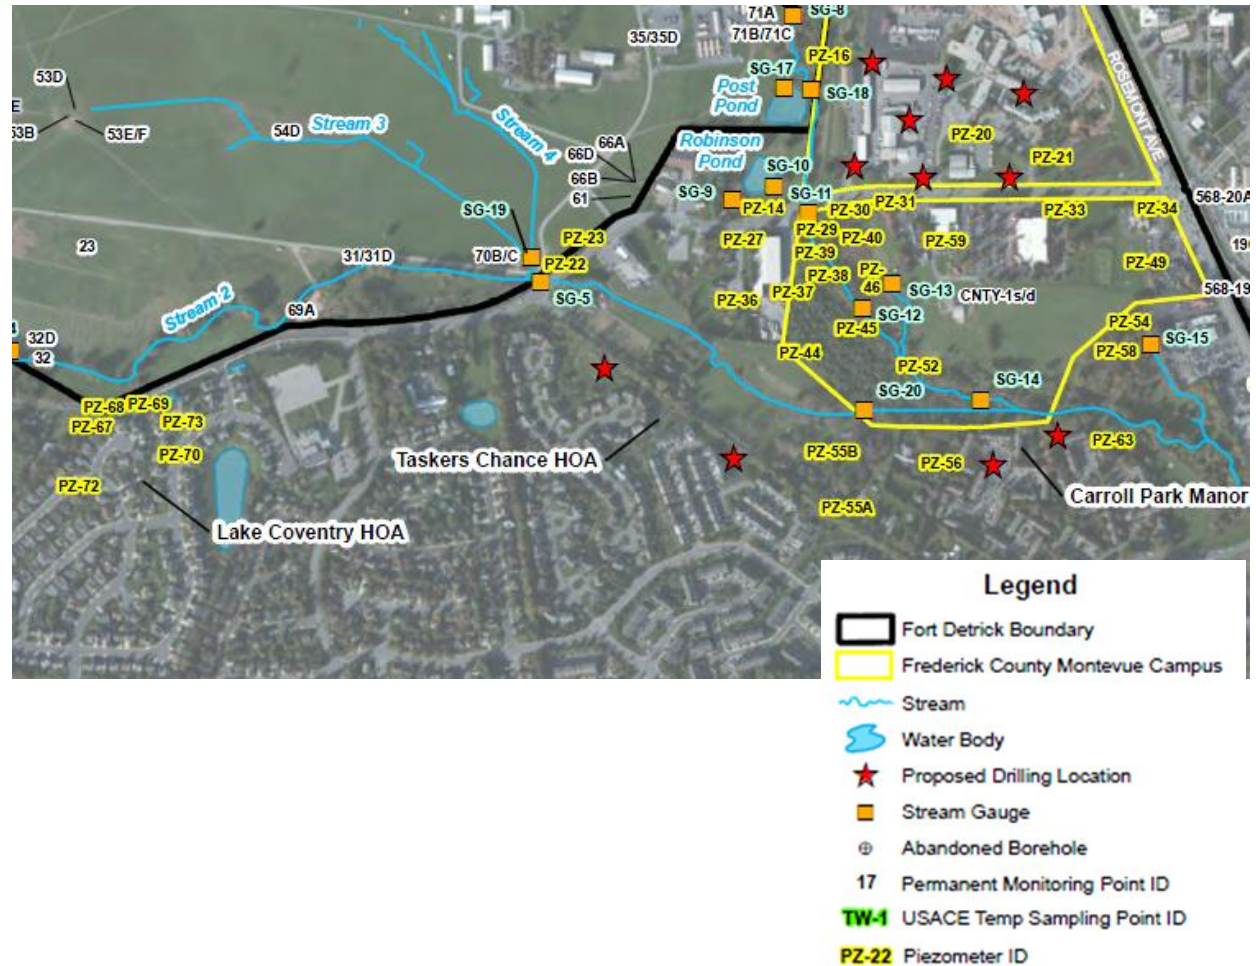 71A
SG-8
71B/71C
35/35D
PZ-16
SG-17
SG-18
Post
Pond
53D
E
53B
53E/F
54D
Stream 3
Stream 4
66A
66D
66B
61
Robinson
Pond
SG-10
SG-9
PZ-14
SG-11
PZ-20
PZ-21
ROSEMONT AVE
568-20A
SG-19
PZ-23
PZ-27
PZ-30
PZ-31
PZ-33
PZ-34
PZ-29
PZ-40
PZ-59
PZ-39
23
31/31D
70B/C
PZ-22
SG-5
PZ-38
PZ-
46
SG-13
CNTY-1s/d
PZ-49
568-19
Stream 2
69A
PZ-36
PZ-37
SG-12
PZ-45
PZ-54
32D
32
PZ-44
PZ-52
PZ-58
SG-15
PZ-68
PZ-69
PZ-67
PZ-73
SG-20
SG-14
PZ-70
Taskers Chance HOA
PZ-55B
PZ-56
PZ-63
PZ-72
PZ-55A
Carroll Park Manor
Lake Coventry HOA
Legend
Fort Detrick Boundary
Frederick County Montevue Campus
Stream
Water Body
Proposed Drilling Location
Stream Gauge
Abandoned Borehole
17 Permanent Monitoring Point ID
TW-1 USACE Temp Sampling Point ID
PZ-22 Piezometer ID